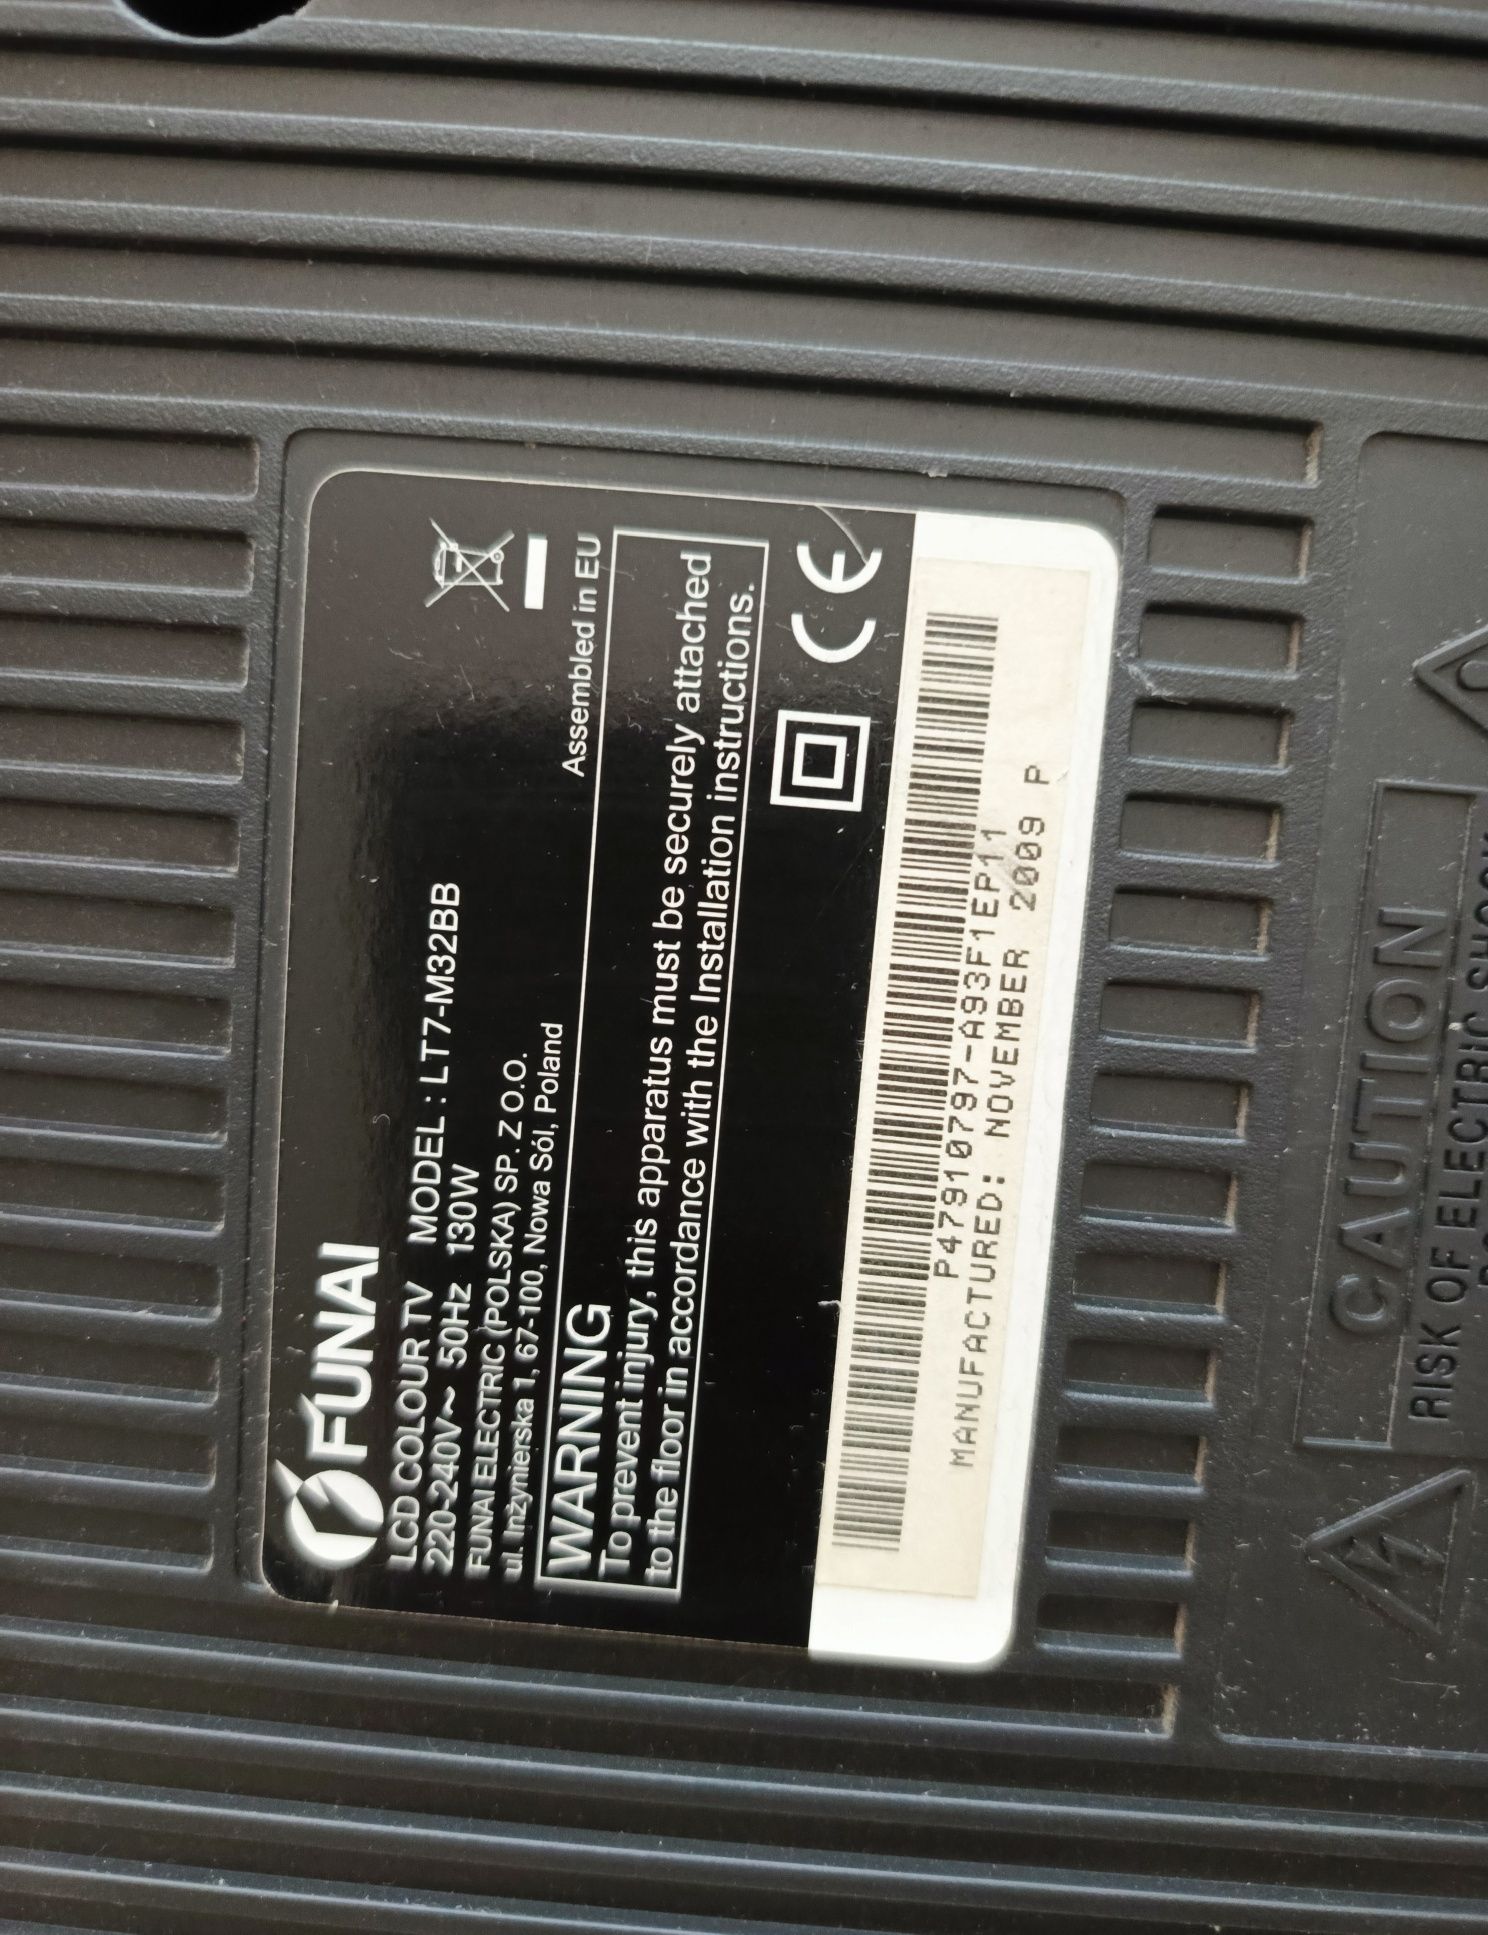 FUNAI
LCD COLOUR TV MODEL : LT7-M32BB
220-240V~ 50Hz 130W
FUNAI ELECTRIC (POLSKA) SP. Z O.O.
ul. Inżynierska 1, 67-100, Nowa Sól, Poland
Assembled in EU
WARNING
To prevent injury, this apparatus must be securely attached
to the floor in accordance with the Installation instructions.
CE
P47910797-A93F1EP11
MANUFACTURED: NOVEMBER 2009 P
CAUTION
RISK OF ELECTRIC SHOCK